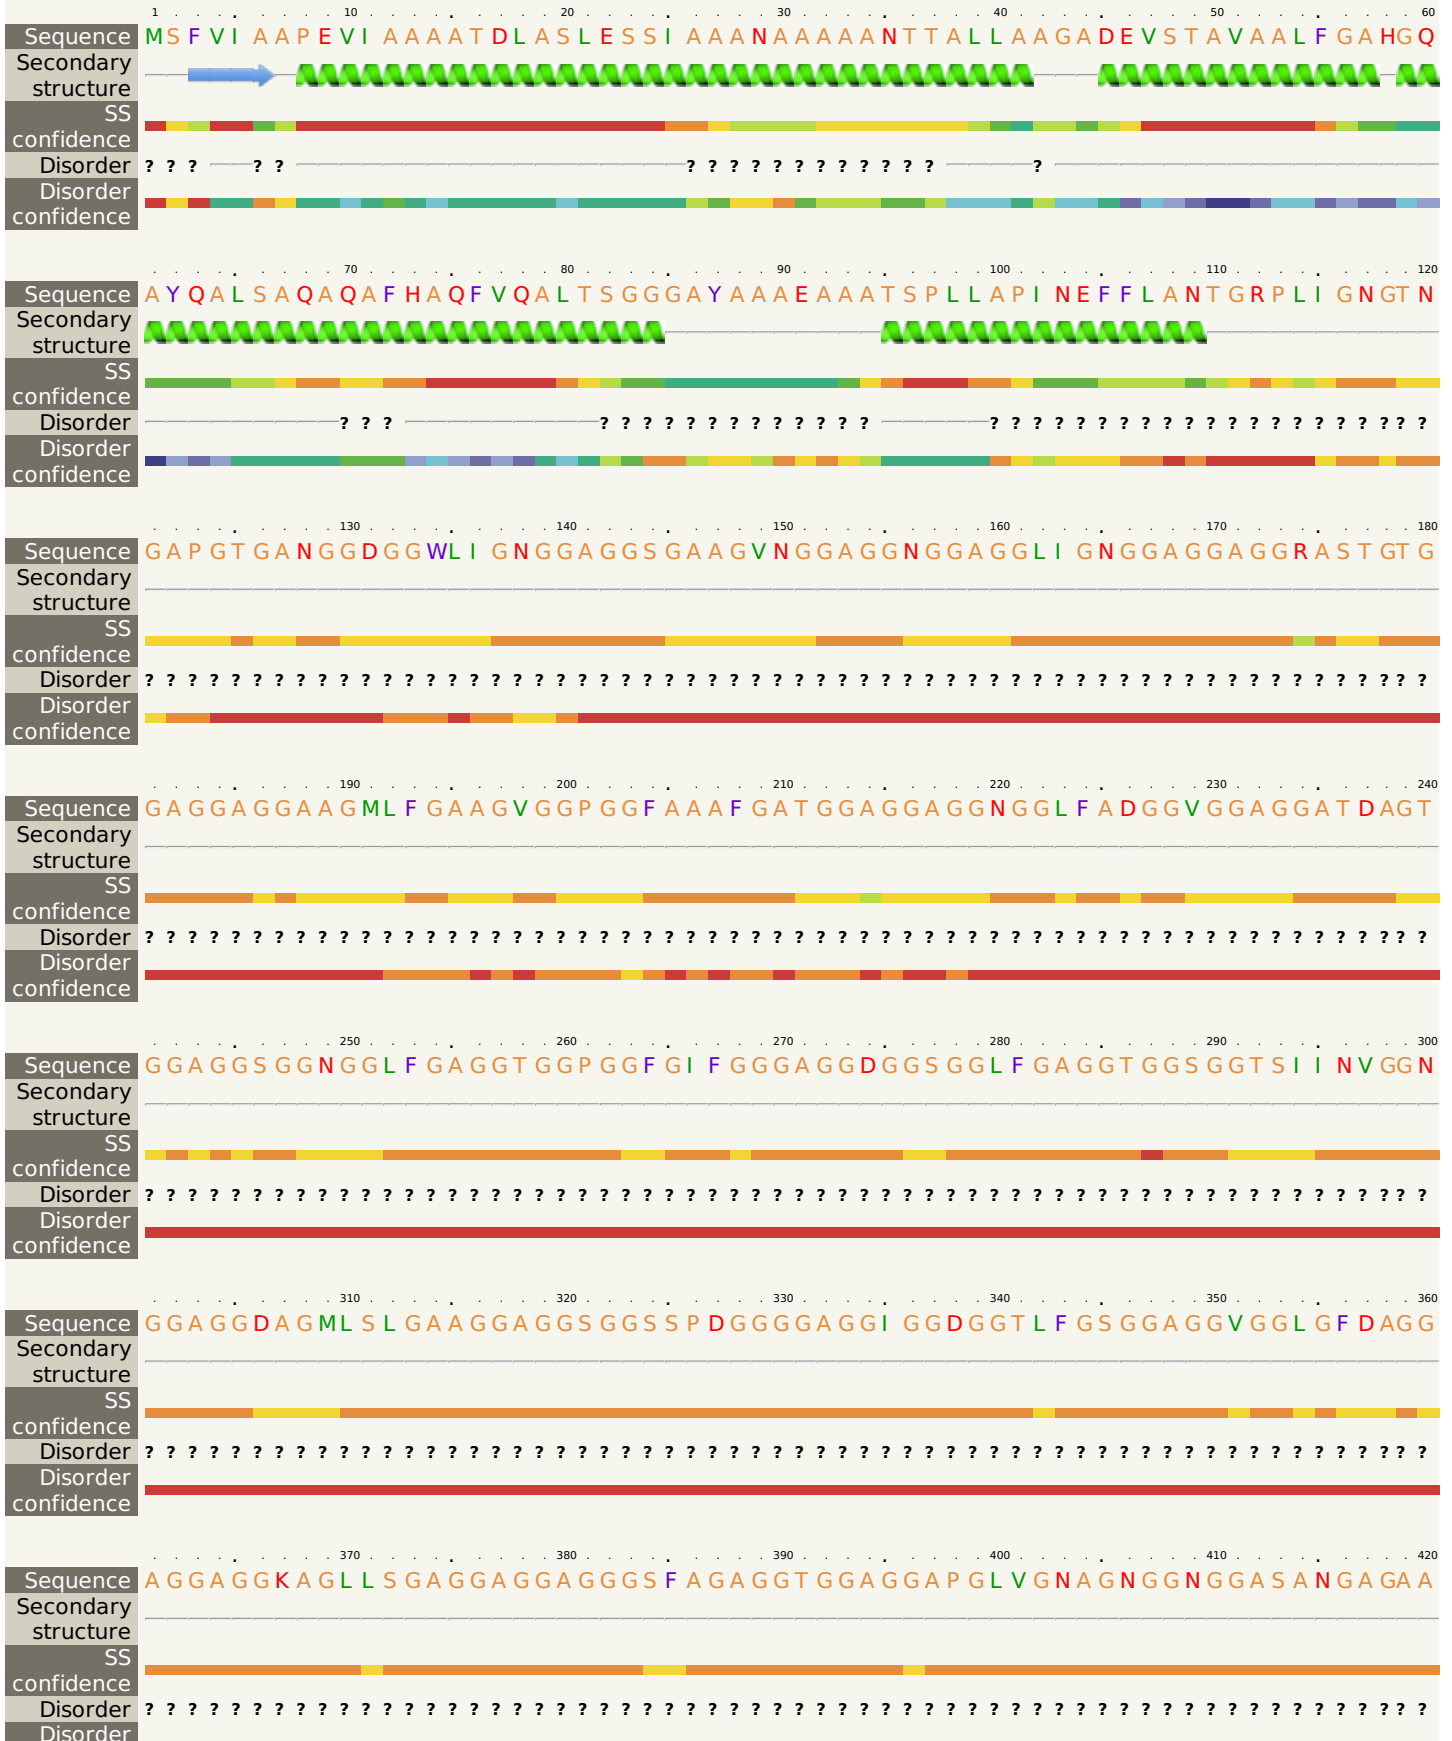 1 10 20 30 40 50 60
Sequence MSFVIAAPEVIAAAATDLASLESSIAAANAAAAANTTALLAAGADEVSTAVAALFGAHGQ
Secondary
structure
SS
confidence
Disorder ? ? ? ? ? ? ? ? ? ? ? ? ? ? ? ? ? ?
Disorder
confidence
70 80 90 100 110 120
Sequence AYQALSAQAQAFHAQFVQALTSGGGAYAAAEAAATSPLLAPINEFFLANTGRPLIGNGTN
Secondary
structure
SS
confidence
Disorder ? ? ? ? ? ? ? ? ? ? ? ? ? ? ? ? ? ? ? ? ? ? ? ? ? ? ? ? ? ? ? ? ? ? ? ? ?
Disorder
confidence
130 140 150 160 170 180
Sequence GAPGTGANGGDGGWLIGNGGAGGSGAAGVNGGAGGNGGAGGLIGNGGAGGAGGRASTGTG
Secondary
structure
SS
confidence
Disorder ? ? ? ? ? ? ? ? ? ? ? ? ? ? ? ? ? ? ? ? ? ? ? ? ? ? ? ? ? ? ? ? ? ? ? ? ? ? ? ? ? ? ? ? ? ? ? ? ? ? ? ? ? ? ? ? ? ? ? ?
Disorder
confidence
190 200 210 220 230 240
Sequence GAGGAGGAAGMLFGAAGVGGPGGFAAAFGATGGAGGAGGNGGLFADGGVGGAGGATDAGT
Secondary
structure
SS
confidence
Disorder ? ? ? ? ? ? ? ? ? ? ? ? ? ? ? ? ? ? ? ? ? ? ? ? ? ? ? ? ? ? ? ? ? ? ? ? ? ? ? ? ? ? ? ? ? ? ? ? ? ? ? ? ? ? ? ? ? ? ? ?
Disorder
confidence
250 260 270 280 290 300
Sequence GGAGGSGGNGGLFGAGGTGGPGGFGIFGGGAGGDGGSGGLFGAGGTGGSGGTSIINVGGN
Secondary
structure
SS
confidence
Disorder ? ? ? ? ? ? ? ? ? ? ? ? ? ? ? ? ? ? ? ? ? ? ? ? ? ? ? ? ? ? ? ? ? ? ? ? ? ? ? ? ? ? ? ? ? ? ? ? ? ? ? ? ? ? ? ? ? ? ? ?
Disorder
confidence
310 320 330 340 350 360
Sequence GGAGGDAGMLSLGAAGGAGGSGGSSPDGGGGAGGIGGDGGTLFGSGGAGGVGGLGFDAGG
Secondary
structure
SS
confidence
Disorder ? ? ? ? ? ? ? ? ? ? ? ? ? ? ? ? ? ? ? ? ? ? ? ? ? ? ? ? ? ? ? ? ? ? ? ? ? ? ? ? ? ? ? ? ? ? ? ? ? ? ? ? ? ? ? ? ? ? ? ?
Disorder
confidence
370 380 390 400 410 420
Sequence AGGAGGKAGLLSGAGGAGGAGGGSFAGAGGTGGAGGAPGLVGNAGNGGNGGASANGAGAA
Secondary
structure
SS
confidence
Disorder ? ? ? ? ? ? ? ? ? ? ? ? ? ? ? ? ? ? ? ? ? ? ? ? ? ? ? ? ? ? ? ? ? ? ? ? ? ? ? ? ? ? ? ? ? ? ? ? ? ? ? ? ? ? ? ? ? ? ? ?
Disorder